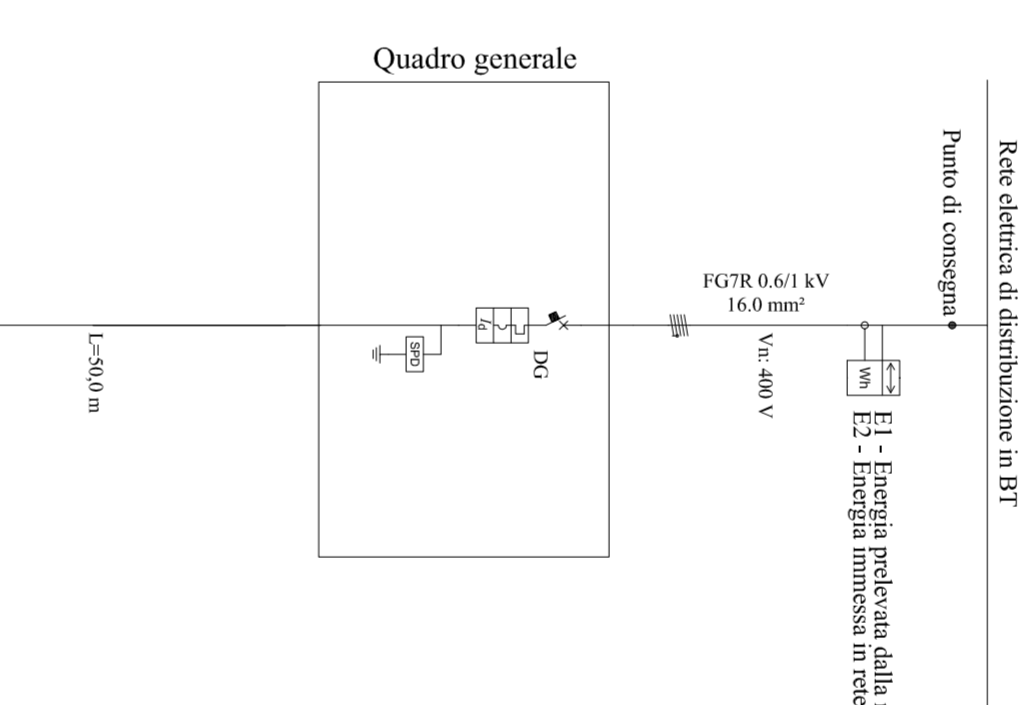 Quadro generale
Rete elettrica di distribuzione in BT
Punto di consegna
FG7R 0.6/1 kV
16.0 mm²
Vn: 400 V
Wh
E1 - Energia prelevata dalla
E2 - Energia immessa in rete
DG
Id
SPD
L=50,0 m